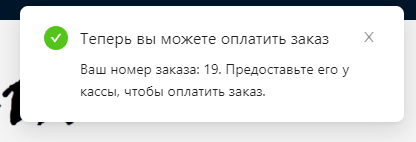 Теперь вы можете оплатить заказ
Ваш номер заказа: 19. Предоставьте его у
кассы, чтобы оплатить заказ.